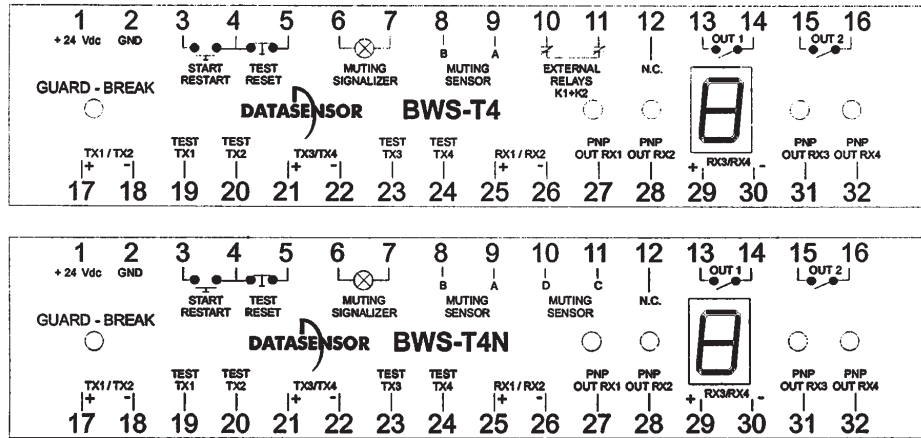 1 2 3 4 5 6 7 8 9 10 11 12 13 14 15 16
+ 24 Vdc GND START RESTART TEST RESET MUTING SIGNALIZER B A MUTING SENSOR EXTERNAL RELAYS K1+K2 N.C. OUT 1 OUT 2
GUARD - BREAK
DATASENSOR BWS-T4
8
TX1 / TX2 TEST TX1 TEST TX2 TX3/TX4 TEST TX3 TEST TX4 RX1 / RX2 PNP OUT RX1 PNP OUT RX2 RX3/RX4 PNP OUT RX3 PNP OUT RX4
+ - + - + - + -
17 18 19 20 21 22 23 24 25 26 27 28 29 30 31 32
1 2 3 4 5 6 7 8 9 10 11 12 13 14 15 16
+ 24 Vdc GND START RESTART TEST RESET MUTING SIGNALIZER B A MUTING SENSOR D C MUTING SENSOR N.C. OUT 1 OUT 2
GUARD - BREAK
DATASENSOR BWS-T4N
8
TX1 / TX2 TEST TX1 TEST TX2 TX3/TX4 TEST TX3 TEST TX4 RX1 / RX2 PNP OUT RX1 PNP OUT RX2 RX3/RX4 PNP OUT RX3 PNP OUT RX4
+ - + - + - + -
17 18 19 20 21 22 23 24 25 26 27 28 29 30 31 32